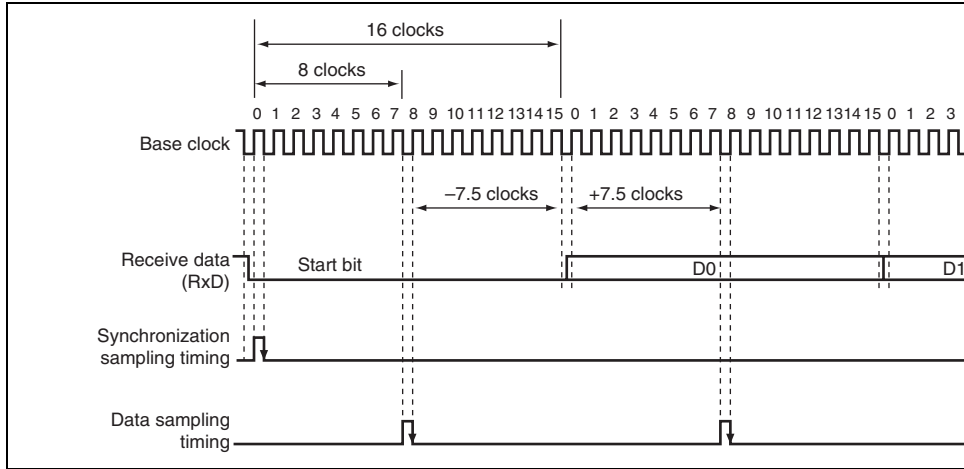 16 clocks
8 clocks
0 1 2 3 4 5 6 7 8 9 10 11 12 13 14 15 0 1 2 3 4 5 6 7 8 9 10 11 12 13 14 15 0 1 2 3
Base clock
–7.5 clocks +7.5 clocks
Receive data
(RxD)
Start bit D0 D1
Synchronization
sampling timing
Data sampling
timing